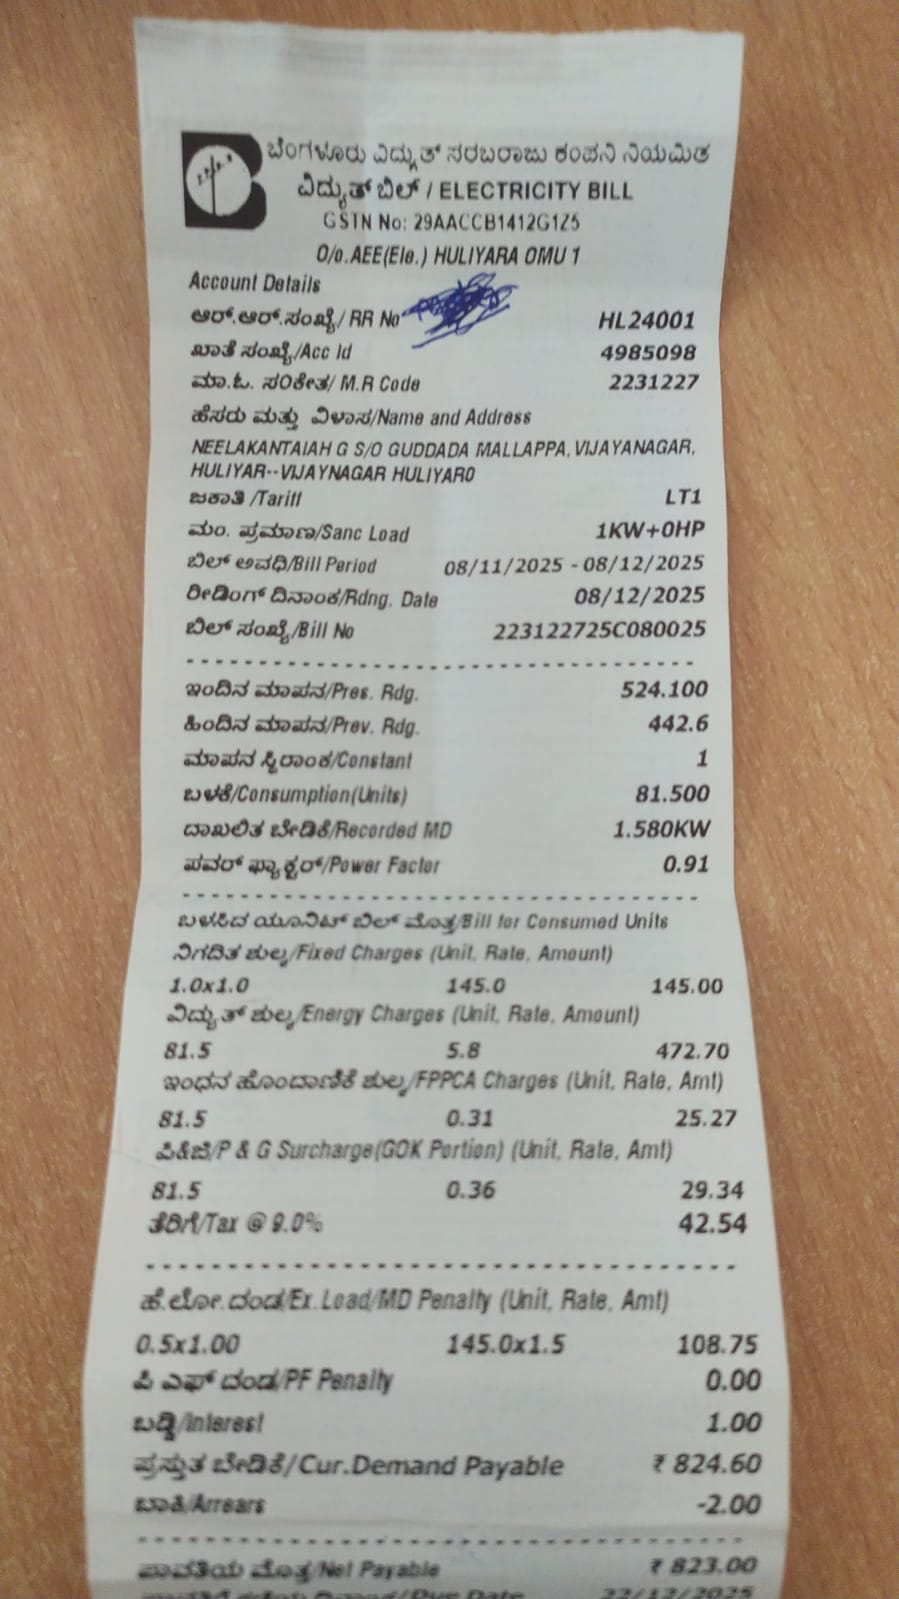 ಬೆಂಗಳೂರು ವಿದ್ಯುತ್ ಸರಬರಾಜು ಕಂಪನಿ ನಿಯಮಿತ
ವಿದ್ಯುತ್ ಬಿಲ್ / ELECTRICITY BILL
GSTN No: 29AACCB1412G1Z5
O/o.AEE(Ele.) HULIYARA OMU 1
Account Details
ಆರ್.ಆರ್.ಸಂಖ್ಯೆ/ RR No HL24001
ಖಾತೆ ಸಂಖ್ಯೆ/Acc Id 4985098
ಮಾ.ಓ. ಸಂಕೇತ/ M.R Code 2231227
ಹೆಸರು ಮತ್ತು ವಿಳಾಸ/Name and Address
NEELAKANTAIAH G S/O GUDDADA MALLAPPA, VIJAYANAGAR,
HULIYAR--VIJAYNAGAR HULIYAR0
ಜಕಾತಿ /Tariff LT1
ಮಂ. ಪ್ರಮಾಣ/Sanc Load 1KW+0HP
ಬಿಲ್ ಅವಧಿ/Bill Period 08/11/2025 - 08/12/2025
ರೀಡಿಂಗ್ ದಿನಾಂಕ/Rdng. Date 08/12/2025
ಬಿಲ್ ಸಂಖ್ಯೆ/Bill No 223122725C080025
ಇಂದಿನ ಮಾಪನ/Pres. Rdg. 524.100
ಹಿಂದಿನ ಮಾಪನ/Prev. Rdg. 442.6
ಮಾಪನ ಸ್ಥಿರಾಂಕ/Constant 1
ಬಳಕೆ/Consumption(Units) 81.500
ದಾಖಲಿತ ಬೇಡಿಕೆ/Recorded MD 1.580KW
ಪವರ್ ಫ್ಯಾಕ್ಟರ್/Power Factor 0.91
ಬಳಸಿದ ಯೂನಿಟ್ ಬಿಲ್ ಮೊತ್ತ/Bill for Consumed Units
ನಿಗದಿತ ಶುಲ್ಕ/Fixed Charges (Unit, Rate, Amount)
1.0x1.0 145.0 145.00
ವಿದ್ಯುತ್ ಶುಲ್ಕ/Energy Charges (Unit, Rate, Amount)
81.5 5.8 472.70
ಇಂಧನ ಹೊಂದಾಣಿಕೆ ಶುಲ್ಕ/FPPCA Charges (Unit, Rate, Amt)
81.5 0.31 25.27
ಪಿ&ಜಿ/P & G Surcharge(GOK Portion) (Unit, Rate, Amt)
81.5 0.36 29.34
ತೆರಿಗೆ/Tax @ 9.0% 42.54
ಹೆ.ಲೋ.ದಂಡ/Ex.Load/MD Penalty (Unit, Rate, Amt)
0.5x1.00 145.0x1.5 108.75
ಪಿ ಎಫ್ ದಂಡ/PF Penalty 0.00
ಬಡ್ಡಿ/Interest 1.00
ಪ್ರಸ್ತುತ ಬೇಡಿಕೆ/Cur.Demand Payable ₹ 824.60
ಬಾಕಿ/Arrears -2.00
ಪಾವತಿಯ ಮೊತ್ತ/Net Payable ₹ 823.00
Date 22/12/2025